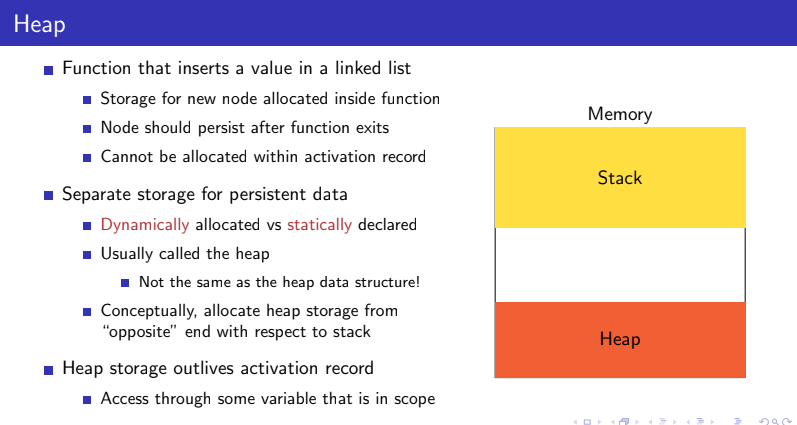 Heap
Function that inserts a value in a linked list
Storage for new node allocated inside function
Node should persist after function exits
Cannot be allocated within activation record
Separate storage for persistent data
Dynamically allocated vs statically declared
Usually called the heap
Not the same as the heap data structure!
Conceptually, allocate heap storage from
“opposite” end with respect to stack
Heap storage outlives activation record
Access through some variable that is in scope
Memory
Stack
Heap